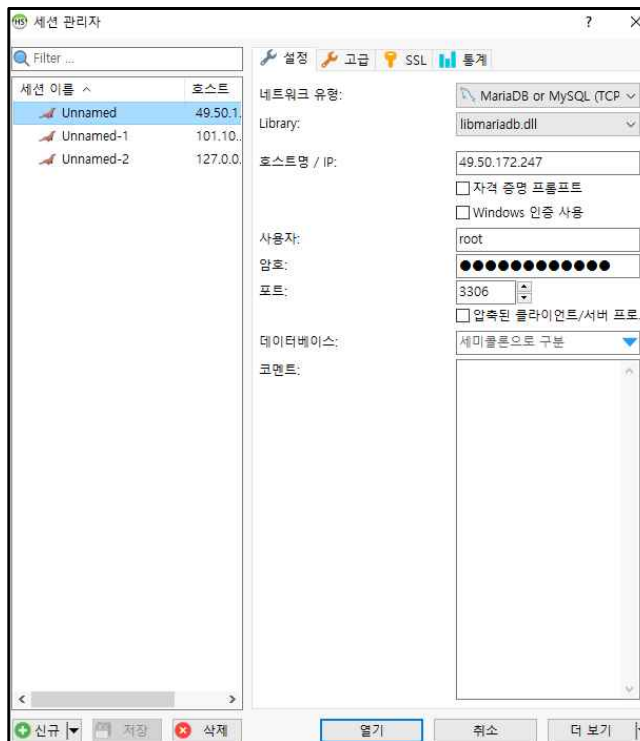 HS 세션 관리자 ?
Filter ...
세션 이름 호스트
Unnamed 49.50.1.
Unnamed-1 101.10..
Unnamed-2 127.0.0.
설정 고급 SSL 통계
네트워크 유형: MariaDB or MySQL (TCP
Library: libmariadb.dll
호스트명 / IP: 49.50.172.247
자격 증명 프롬프트
Windows 인증 사용
사용자: root
암호: ●●●●●●●●●●●●
포트: 3306
압축된 클라이언트/서버 프로
데이터베이스: 세미콜론으로 구분
코멘트:
신규 저장 삭제 열기 취소 더 보기